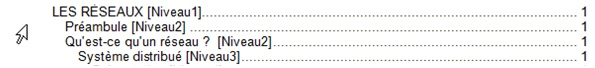 LES RÉSEAUX [Niveau1]........................................................................................................ 1
Préambule [Niveau2] ........................................................................................................ 1
Qu'est-ce qu'un réseau ? [Niveau2]................................................................................ 1
Système distribué [Niveau3]......................................................................................... 1